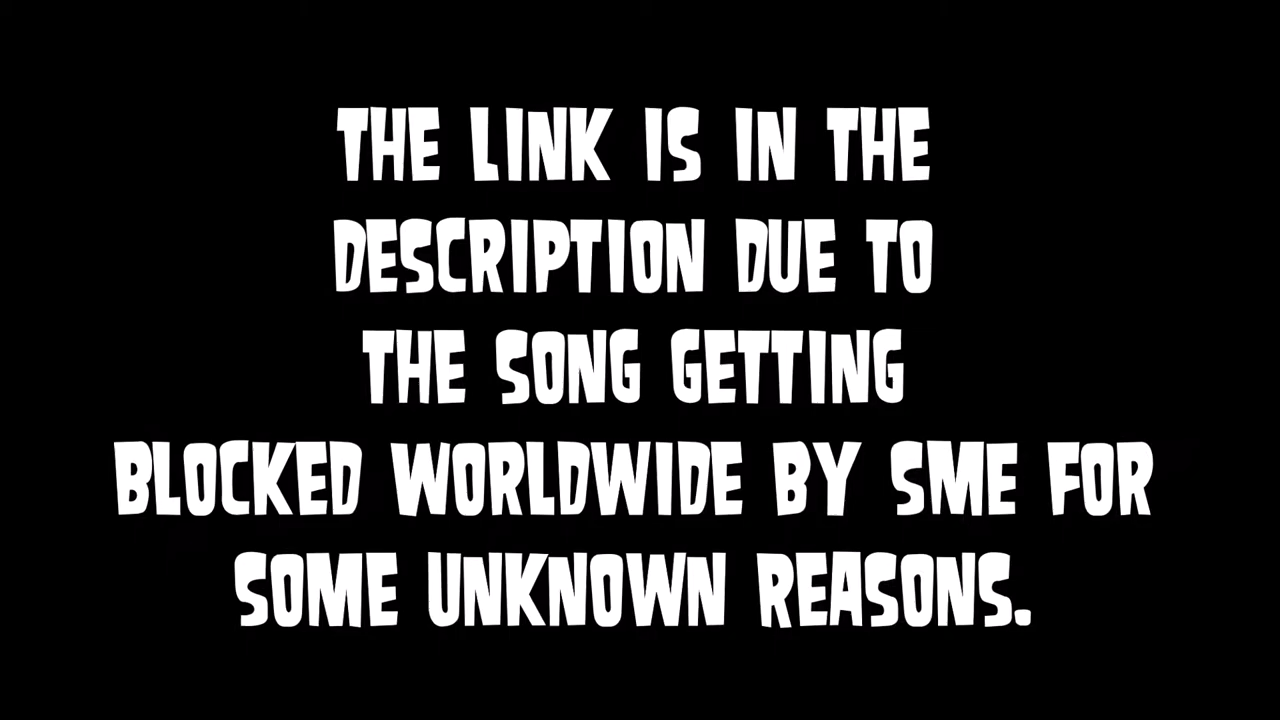 THE LINK IS IN THE
DESCRIPTION DUE TO
THE SONG GETTING
BLOCKED WORLDWIDE BY SME FOR
SOME UNKNOWN REASONS.